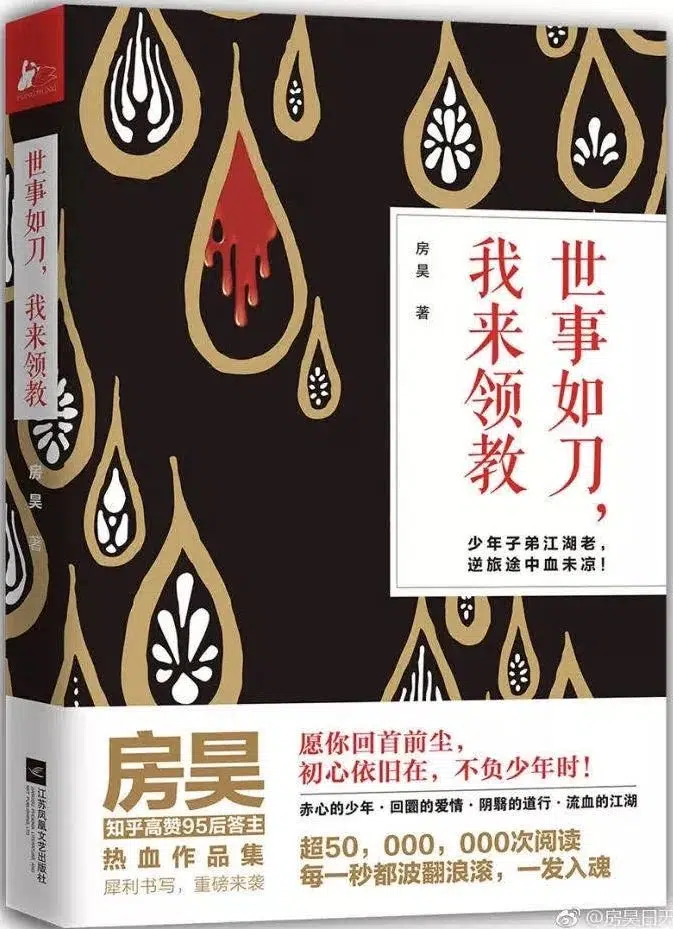 世事如刀，
我来领教
房昊 著
世事如刀，
我来领教
房昊 著
少年子弟江湖老，
逆旅途中血未凉！
房昊
知乎高赞95后答主
热血作品集
犀利书写，重磅来袭
愿你回首前尘，
初心依旧在，不负少年时！
赤心的少年·回圜的爱情·阴翳的道行·流血的江湖
超50，000，000次阅读
每一秒都波翻浪滚，一发入魂
江苏凤凰文艺出版社
@房昊日天